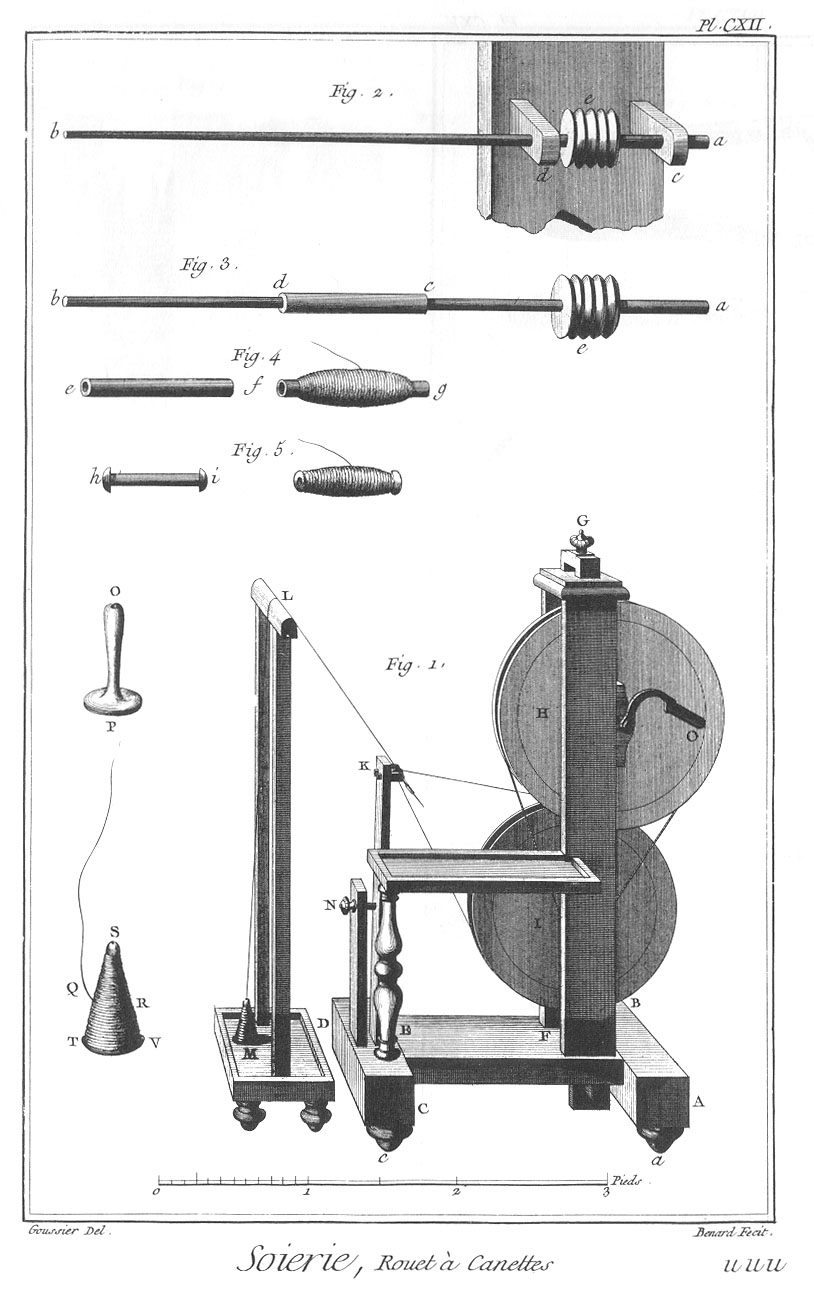 Pl. CXII.
Fig. 2.
e
b
a
d
c
Fig. 3.
d
c
b
a
e
Fig. 4
e
f
g
Fig. 5.
h
i
G
O
L
Fig. 1.
H
O
P
K
I
N
S
Q
R
B
T
V
D
E
F
M
C
A
c
a
0 1 2 3 Pieds.
Goussier Del.
Benard Fecit.
Soierie, Rouet à Canettes
uuu